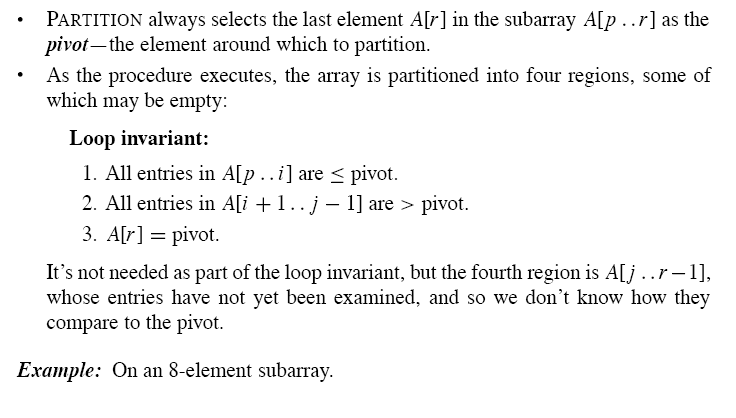 • PARTITION always selects the last element A[r] in the subarray A[p . . r] as the
pivot—the element around which to partition.
• As the procedure executes, the array is partitioned into four regions, some of
which may be empty:
Loop invariant:
1. All entries in A[p . . i] are ≤ pivot.
2. All entries in A[i + 1 . . j − 1] are > pivot.
3. A[r] = pivot.
It’s not needed as part of the loop invariant, but the fourth region is A[j . . r − 1],
whose entries have not yet been examined, and so we don’t know how they
compare to the pivot.
Example: On an 8-element subarray.